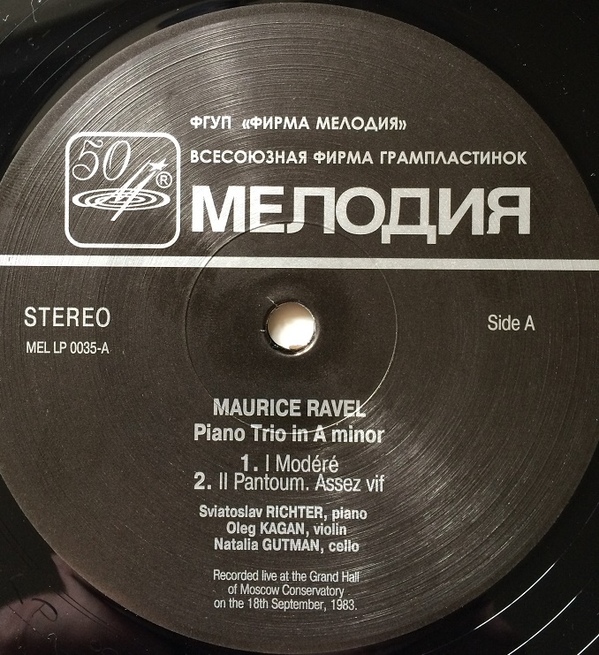 ФГУП «ФИРМА МЕЛОДИЯ»
ВСЕСОЮЗНАЯ ФИРМА ГРАМПЛАСТИНОК
50
®
МЕЛОДИЯ
STEREO
Side A
MEL LP 0035-A
MAURICE RAVEL
Piano Trio in A minor
1. I Modéré
2. II Pantoum. Assez vif
Sviatoslav RICHTER, piano
Oleg KAGAN, violin
Natalia GUTMAN, cello
Recorded live at the Grand Hall
of Moscow Conservatory
on the 18th September, 1983.